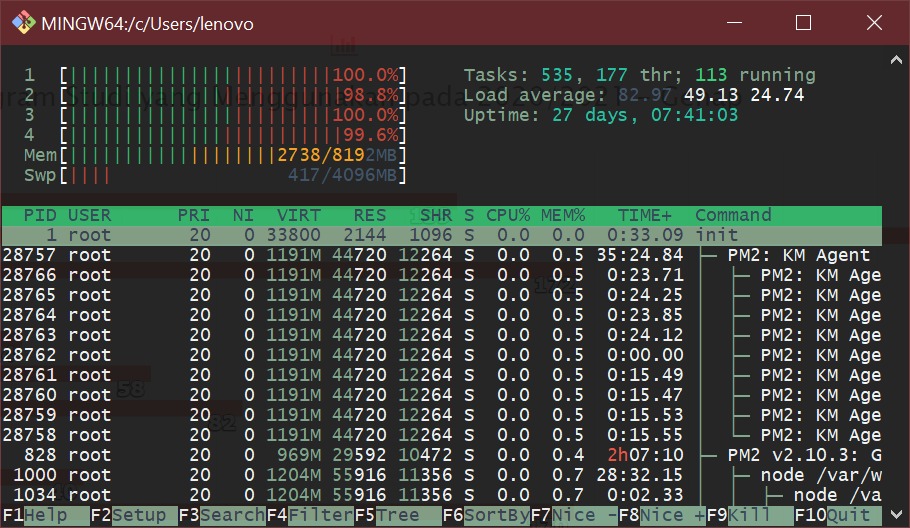 MINGW64:/c/Users/lenovo
1 [||||||||||||||||||||||||100.0%] Tasks: 535, 177 thr; 113 running
2 [||||||||||||||||||||||||98.8%] Load average: 82.97 49.13 24.74
3 [||||||||||||||||||||||||100.0%] Uptime: 27 days, 07:41:03
4 [|||||||||||||||||||||||||99.6%]
Mem[|||||||||||||||||||2738/8192MB]
Swp[|||| 417/4096MB]
PID USER PRI NI VIRT RES SHR S CPU% MEM% TIME+ Command
1 root 20 0 33800 2144 1096 S 0.0 0.0 0:33.09 init
28757 root 20 0 1191M 44720 12264 S 0.0 0.5 35:24.84 ├─ PM2: KM Agent
28766 root 20 0 1191M 44720 12264 S 0.0 0.5 0:23.71 │ ├─ PM2: KM Age
28765 root 20 0 1191M 44720 12264 S 0.0 0.5 0:24.25 │ ├─ PM2: KM Age
28764 root 20 0 1191M 44720 12264 S 0.0 0.5 0:23.85 │ ├─ PM2: KM Age
28763 root 20 0 1191M 44720 12264 S 0.0 0.5 0:24.12 │ ├─ PM2: KM Age
28762 root 20 0 1191M 44720 12264 S 0.0 0.5 0:00.00 │ ├─ PM2: KM Age
28761 root 20 0 1191M 44720 12264 S 0.0 0.5 0:15.49 │ ├─ PM2: KM Age
28760 root 20 0 1191M 44720 12264 S 0.0 0.5 0:15.47 │ ├─ PM2: KM Age
28759 root 20 0 1191M 44720 12264 S 0.0 0.5 0:15.53 │ ├─ PM2: KM Age
28758 root 20 0 1191M 44720 12264 S 0.0 0.5 0:15.55 │ └─ PM2: KM Age
828 root 20 0 969M 29592 10472 S 0.0 0.4 2h07:10 ├─ PM2 v2.10.3: G
1000 root 20 0 1204M 55916 11356 S 0.0 0.7 28:32.15 │ ├─ node /var/w
1034 root 20 0 1204M 55916 11356 S 0.0 0.7 0:02.33 │ │ ├─ node /va
F1Help F2Setup F3SearchF4FilterF5Tree F6SortByF7Nice -F8Nice +F9Kill F10Quit